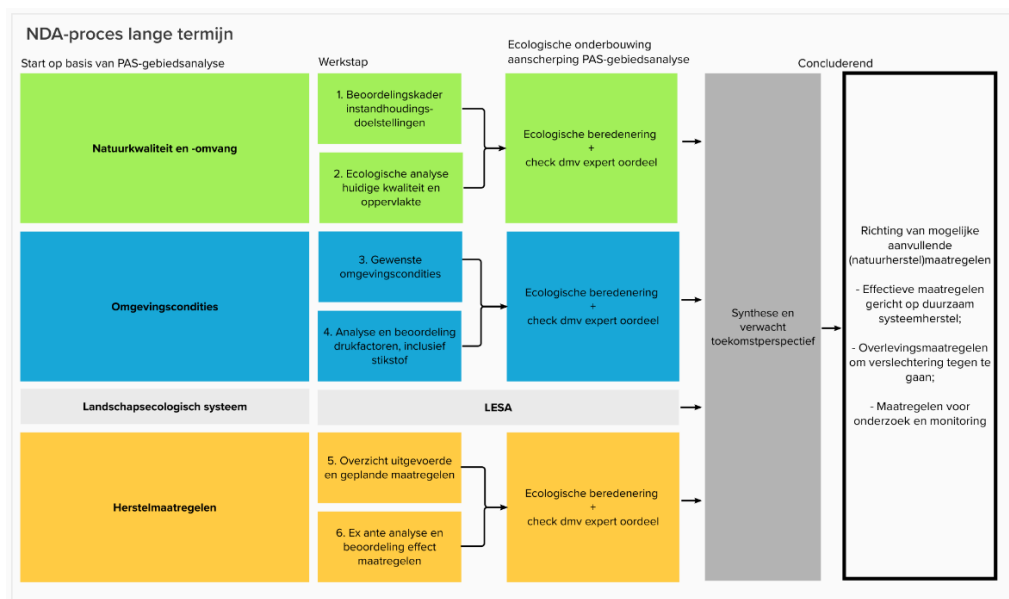 NDA-proces lange termijn
Start op basis van PAS-gebiedsanalyse
Werkstap
Ecologische onderbouwing
aanscherping PAS-gebiedsanalyse
Concluderend
Natuurkwaliteit en -omvang
1. Beoordelingskader
instandhoudings-
doelstellingen
2. Ecologische analyse
huidige kwaliteit en
oppervlakte
Ecologische beredenering
+
check dmv expert oordeel
Omgevingscondities
3. Gewenste
omgevingscondities
4. Analyse en beoordeling
drukfactoren, inclusief
stikstof
Ecologische beredenering
+
check dmv expert oordeel
Landschapsecologisch systeem
LESA
Herstelmaatregelen
5. Overzicht uitgevoerde
en geplande maatregelen
6. Ex ante analyse en
beoordeling effect
maatregelen
Ecologische beredenering
+
check dmv expert oordeel
Synthese en
verwacht
toekomstperspectief
Richting van mogelijke
aanvullende
(natuurherstel)maatregelen
- Effectieve maatregelen
gericht op duurzaam
systeemherstel;
- Overlevingsmaatregelen
om verslechtering tegen te
gaan;
- Maatregelen voor
onderzoek en monitoring